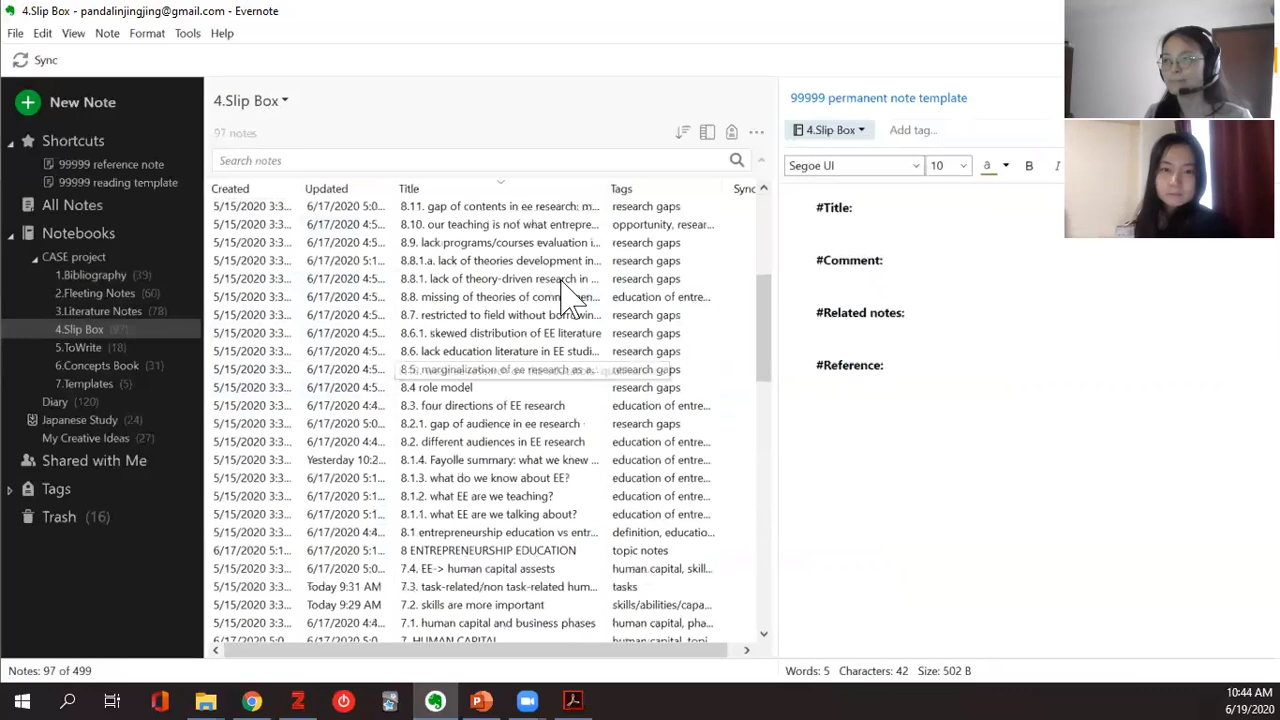 4.Slip Box - pandalinjingjing@gmail.com - Evernote
File Edit View Note Format Tools Help
Sync
New Note
Shortcuts
99999 reference note
99999 reading template
All Notes
Notebooks
CASE project
1.Bibliography (39)
2.Fleeting Notes (60)
3.Literature Notes (78)
4.Slip Box (97)
5.ToWrite (18)
6.Concepts Book (31)
7.Templates (5)
Diary (120)
Japanese Study (24)
My Creative Ideas (27)
Shared with Me
Tags
Trash (16)
4.Slip Box
97 notes
Search notes
Created Updated Title Tags Sync
5/15/2020 3:3... 6/17/2020 5:0... 8.11. gap of contents in ee research: m... research gaps
5/15/2020 3:3... 6/17/2020 4:5... 8.10. our teaching is not what entrepre... opportunity, resear...
5/15/2020 3:3... 6/17/2020 4:5... 8.9. lack programs/courses evaluation i... research gaps
5/15/2020 3:3... 6/17/2020 5:1... 8.8.1.a. lack of theories development in... research gaps
5/15/2020 3:3... 6/17/2020 4:5... 8.8.1. lack of theory-driven research in ... research gaps
5/15/2020 3:3... 6/17/2020 4:5... 8.8. missing of theories of education of entre...
5/15/2020 3:3... 6/17/2020 4:5... 8.7. restricted to field without research gaps
5/15/2020 3:3... 6/17/2020 4:5... 8.6.1. skewed distribution of EE literature research gaps
5/15/2020 3:3... 6/17/2020 4:5... 8.6. lack education literature in EE studi... research gaps
5/15/2020 3:3... 6/17/2020 4:5... 8.5. marginalization of ee research as a... research gaps
5/15/2020 3:3... 6/17/2020 4:5... 8.4 role model research gaps
5/15/2020 3:3... 6/17/2020 4:4... 8.3. four directions of EE research education of entre...
5/15/2020 3:3... 6/17/2020 5:0... 8.2.1. gap of audience in ee research research gaps
5/15/2020 3:3... 6/17/2020 4:4... 8.2. different audiences in EE research education of entre...
5/15/2020 3:3... Yesterday 10:2... 8.1.4. Fayolle summary: what we knew ... education of entre...
5/15/2020 3:3... 6/17/2020 5:1... 8.1.3. what do we know about EE? education of entre...
5/15/2020 3:3... 6/17/2020 5:1... 8.1.2. what EE are we teaching? education of entre...
5/15/2020 3:3... 6/17/2020 5:1... 8.1.1. what EE are we talking about? education of entre...
5/15/2020 3:3... 6/17/2020 4:4... 8.1 entrepreneurship education vs entr... definition, educatio...
6/17/2020 5:1... 6/17/2020 5:1... 8 ENTREPRENEURSHIP EDUCATION topic notes
5/15/2020 3:3... 6/17/2020 5:0... 7.4. EE-> human capital assests human capital, skill...
5/15/2020 3:3... Today 9:31 AM 7.3. task-related/non task-related hum... tasks
5/15/2020 3:3... Today 9:29 AM 7.2. skills are more important skills/abilities/capa...
5/15/2020 3:3... 6/17/2020 5:0... 7.1. human capital and business phases human capital, pha...
6/17/2020 5:0... 6/17/2020 5:0... 7. HUMAN CAPITAL human capital, topi...
Notes: 97 of 499
99999 permanent note template
4.Slip Box Add tag...
Segoe UI 10 a B I
#Title:
#Comment:
#Related notes:
#Reference:
Words: 5 Characters: 42 Size: 502 B
10:44 AM
6/19/2020